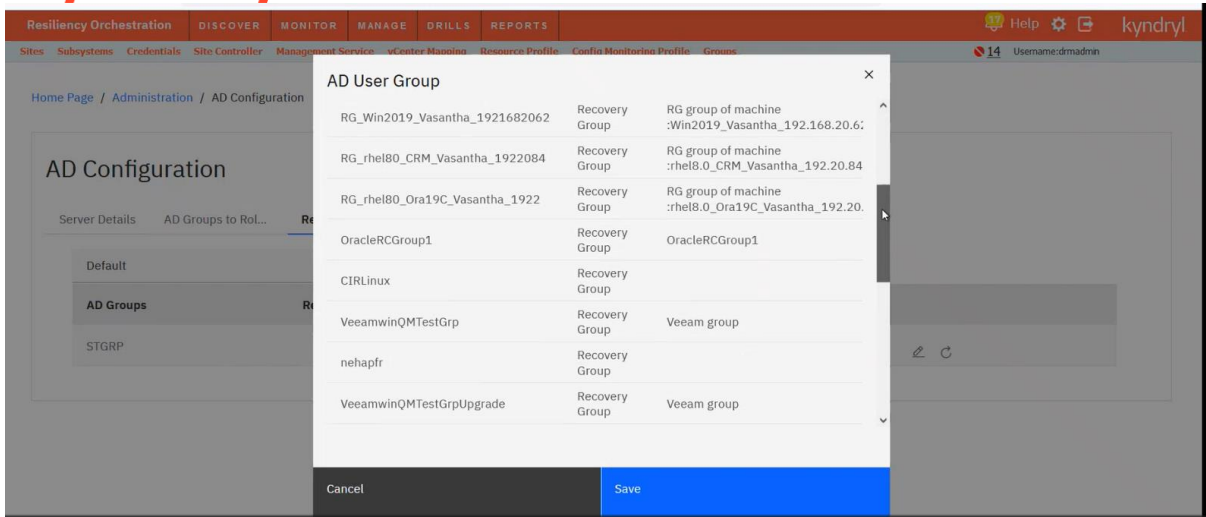 Resiliency Orchestration DISCOVER MONITOR MANAGE DRILLS REPORTS Help kyndryl
Sites Subsystems Credentials Site Controller Management Service vCenter Mapping Resource Profile Config Monitoring Profile Groups 14 Username:drmadmin
AD User Group
Home Page / Administration / AD Configuration
RG_Win2019_Vasantha_1921682062 Recovery Group RG group of machine :Win2019_Vasantha_192.168.20.62
RG_rhel80_CRM_Vasantha_1922084 Recovery Group RG group of machine :rhel8.0_CRM_Vasantha_192.20.84
AD Configuration
RG_rhel80_Ora19C_Vasantha_1922 Recovery Group RG group of machine :rhel8.0_Ora19C_Vasantha_192.20.
Server Details AD Groups to Rol... Re
OracleRCGroup1 Recovery Group OracleRCGroup1
Default
CIRLinux Recovery Group
AD Groups Re
VeeamwinQMTestGrp Recovery Group Veeam group
STGRP
nehapfr Recovery Group
VeeamwinQMTestGrpUpgrade Recovery Group Veeam group
Cancel Save